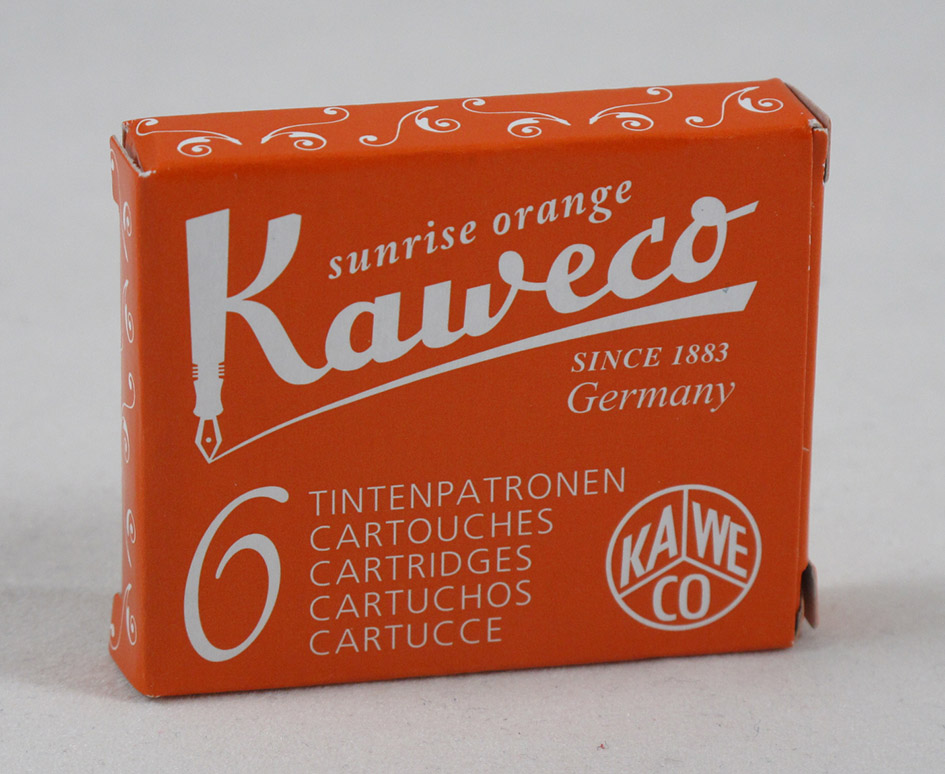 sunrise orange
Kaweco
SINCE 1883
Germany
6
TINTENPATRONEN
CARTOUCHES
CARTRIDGES
CARTUCHOS
CARTUCCE
KA WE
CO